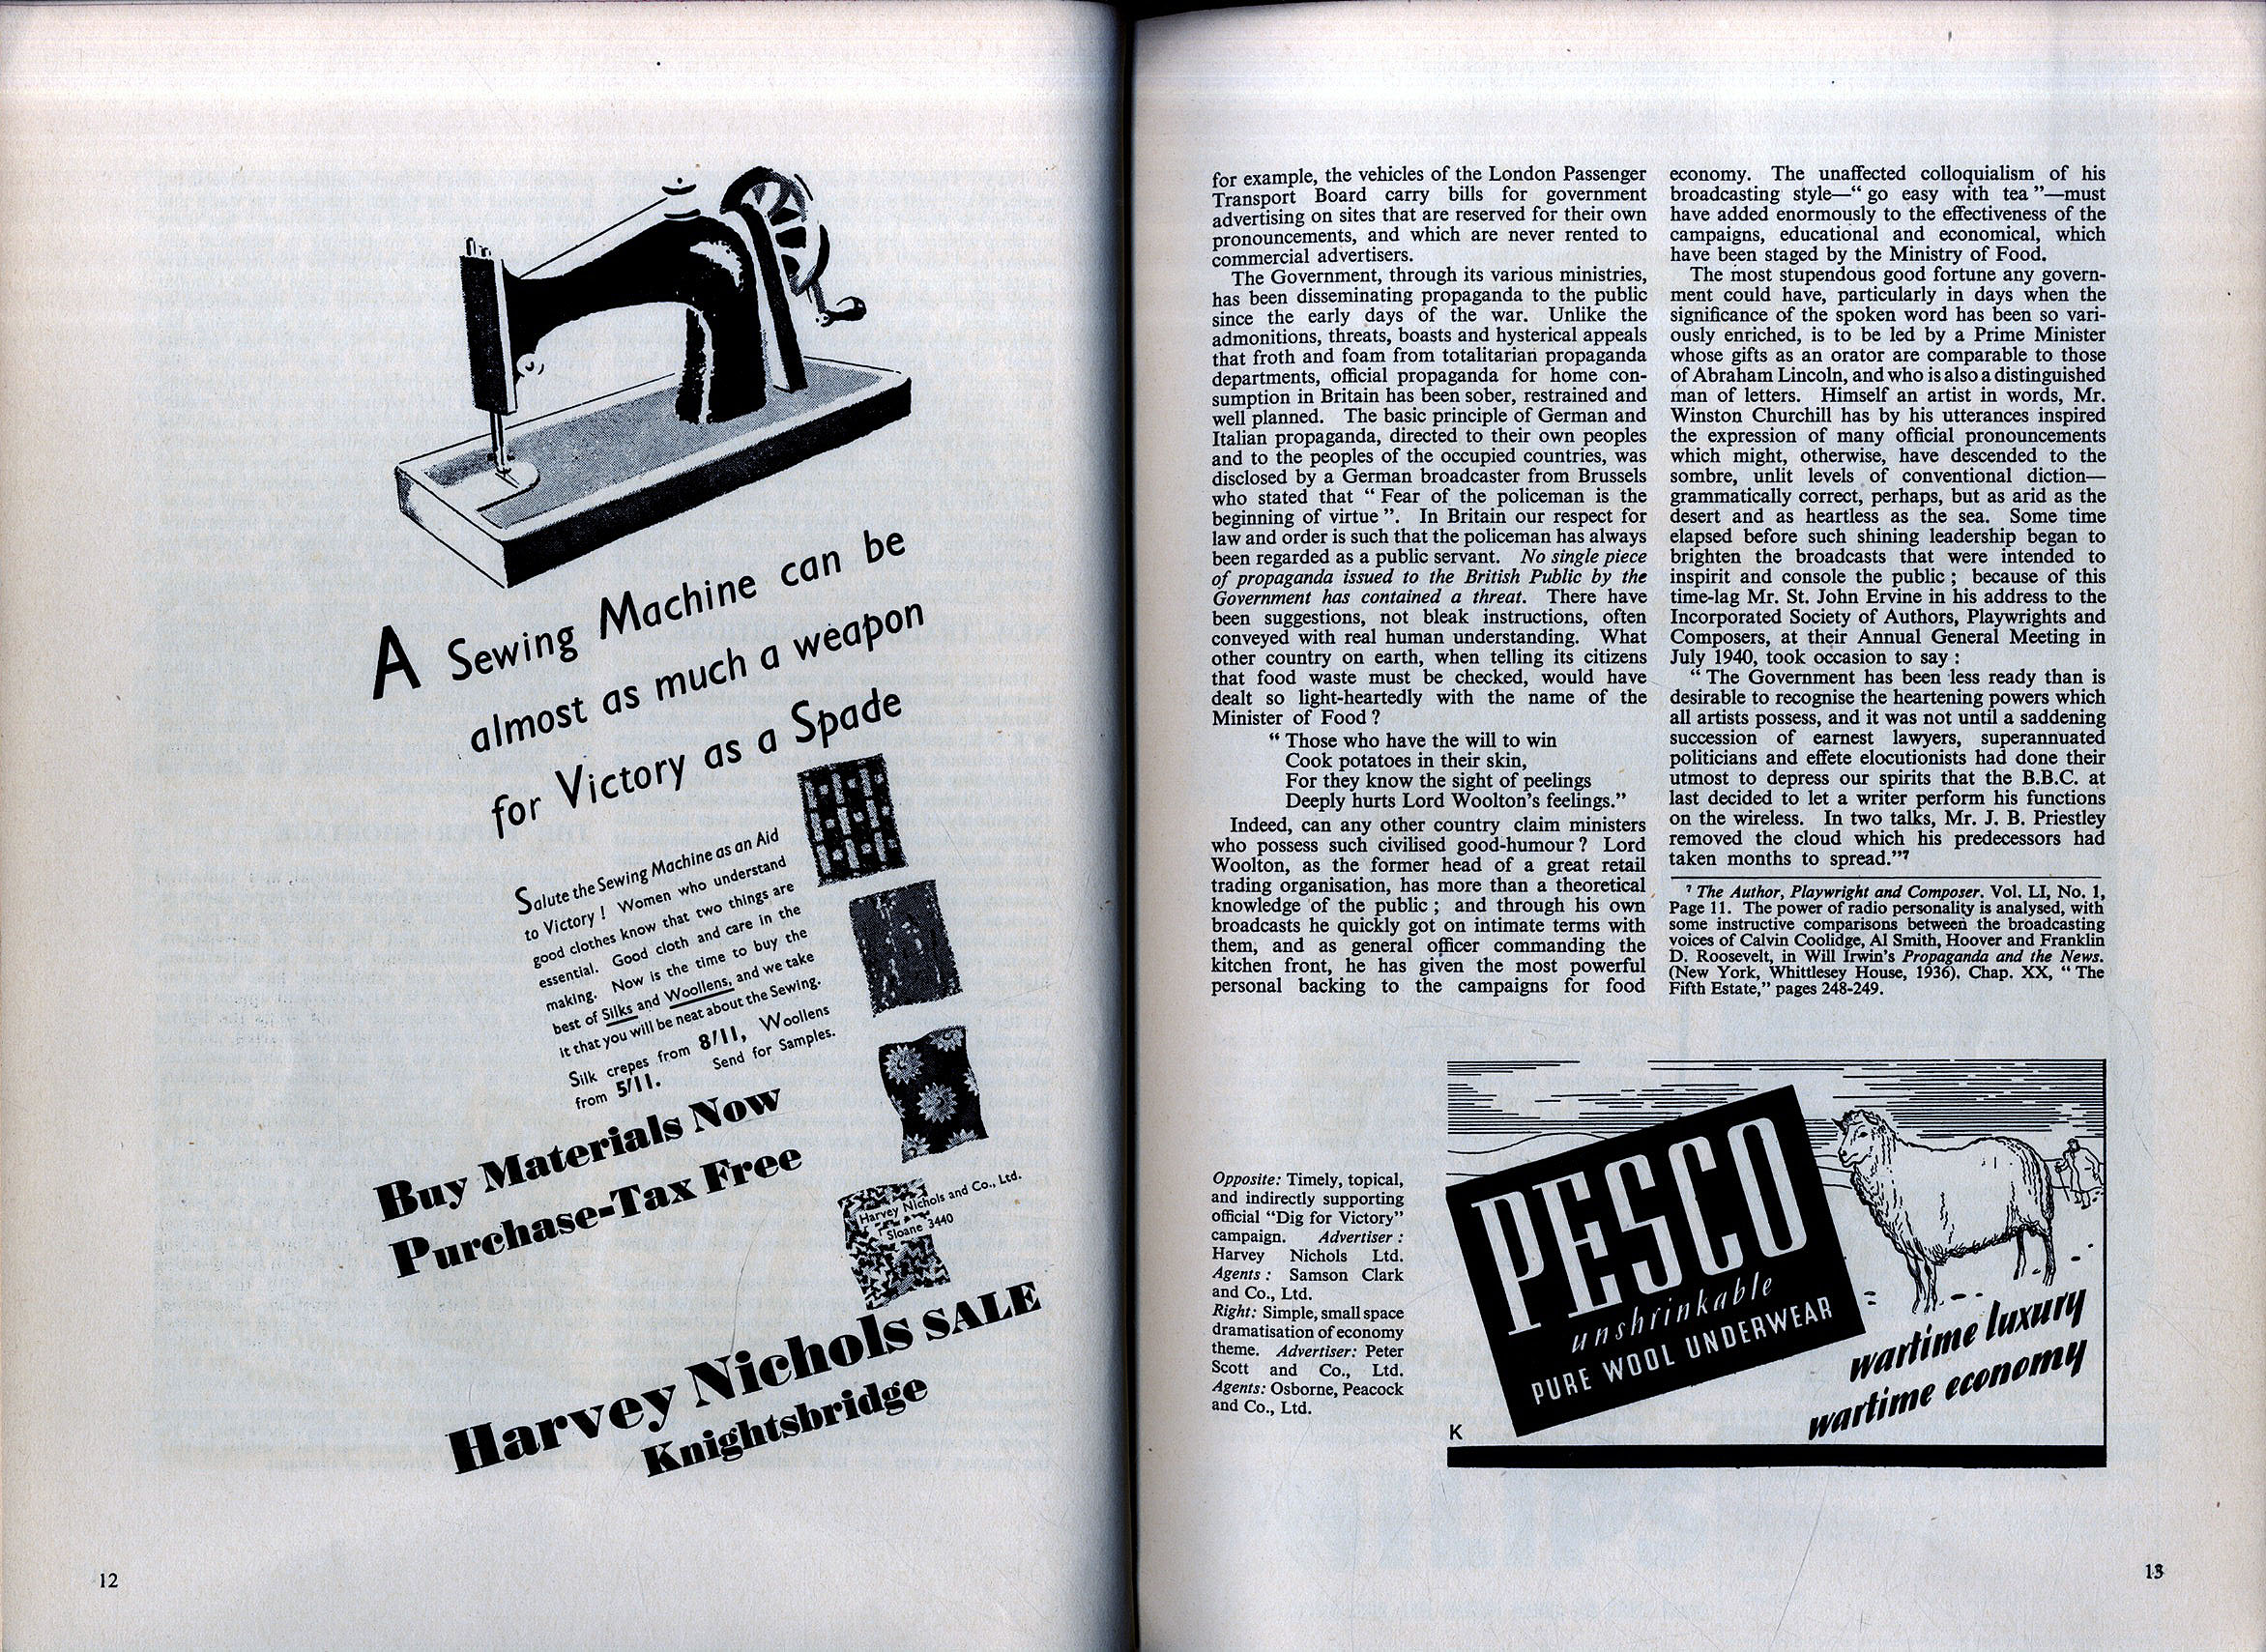 A Sewing Machine can be
almost as much a weapon
for Victory as a Spade
Salute the Sewing Machine as an Aid
to Victory! Women who understand
good clothes know that two things are
essential. Good cloth and care in the
making. Now is the time to buy the
best of Silks and Woollens, and we take
it that you will be neat about the Sewing.
Silk crepes from 8/11, Woollens
from 5/11. Send for Samples.
Buy Materials Now
Purchase-Tax Free
Harvey Nichols and Co., Ltd.
Sloane 3440
Harvey Nichols SALE
Knightsbridge
12
for example, the vehicles of the London Passenger
Transport Board carry bills for government
advertising on sites that are reserved for their own
pronouncements, and which are never rented to
commercial advertisers.
The Government, through its various ministries,
has been disseminating propaganda to the public
since the early days of the war. Unlike the
admonitions, threats, boasts and hysterical appeals
that froth and foam from totalitarian propaganda
departments, official propaganda for home con-
sumption in Britain has been sober, restrained and
well planned. The basic principle of German and
Italian propaganda, directed to their own peoples
and to the peoples of the occupied countries, was
disclosed by a German broadcaster from Brussels
who stated that “ Fear of the policeman is the
beginning of virtue ”. In Britain our respect for
law and order is such that the policeman has always
been regarded as a public servant. No single piece
of propaganda issued to the British Public by the
Government has contained a threat. There have
been suggestions, not bleak instructions, often
conveyed with real human understanding. What
other country on earth, when telling its citizens
that food waste must be checked, would have
dealt so light-heartedly with the name of the
Minister of Food ?
“ Those who have the will to win
Cook potatoes in their skin,
For they know the sight of peelings
Deeply hurts Lord Woolton’s feelings.”
Indeed, can any other country claim ministers
who possess such civilised good-humour ? Lord
Woolton, as the former head of a great retail
trading organisation, has more than a theoretical
knowledge of the public ; and through his own
broadcasts he quickly got on intimate terms with
them, and as general officer commanding the
kitchen front, he has given the most powerful
personal backing to the campaigns for food
economy. The unaffected colloquialism of his
broadcasting style—“ go easy with tea ”—must
have added enormously to the effectiveness of the
campaigns, educational and economical, which
have been staged by the Ministry of Food.
The most stupendous good fortune any govern-
ment could have, particularly in days when the
significance of the spoken word has been so vari-
ously enriched, is to be led by a Prime Minister
whose gifts as an orator are comparable to those
of Abraham Lincoln, and who is also a distinguished
man of letters. Himself an artist in words, Mr.
Winston Churchill has by his utterances inspired
the expression of many official pronouncements
which might, otherwise, have descended to the
sombre, unlit levels of conventional diction—
grammatically correct, perhaps, but as arid as the
desert and as heartless as the sea. Some time
elapsed before such shining leadership began to
brighten the broadcasts that were intended to
inspirit and console the public ; because of this
time-lag Mr. St. John Ervine in his address to the
Incorporated Society of Authors, Playwrights and
Composers, at their Annual General Meeting in
July 1940, took occasion to say :
“ The Government has been less ready than is
desirable to recognise the heartening powers which
all artists possess, and it was not until a saddening
succession of earnest lawyers, superannuated
politicians and effete elocutionists had done their
utmost to depress our spirits that the B.B.C. at
last decided to let a writer perform his functions
on the wireless. In two talks, Mr. J. B. Priestley
removed the cloud which his predecessors had
taken months to spread.”⁷
⁷ The Author, Playwright and Composer. Vol. LI, No. 1,
Page 11. The power of radio personality is analysed, with
some instructive comparisons between the broadcasting
voices of Calvin Coolidge, Al Smith, Hoover and Franklin
D. Roosevelt, in Will Irwin’s Propaganda and the News.
(New York, Whittlesey House, 1936). Chap. XX, “ The
Fifth Estate,” pages 248-249.
Opposite: Timely, topical,
and indirectly supporting
official “Dig for Victory”
campaign. Advertiser :
Harvey Nichols Ltd.
Agents : Samson Clark
and Co., Ltd.
Right: Simple, small space
dramatisation of economy
theme. Advertiser: Peter
Scott and Co., Ltd.
Agents: Osborne, Peacock
and Co., Ltd.
PESCO
unshrinkable
PURE WOOL UNDERWEAR
wartime luxury
wartime economy
K
13